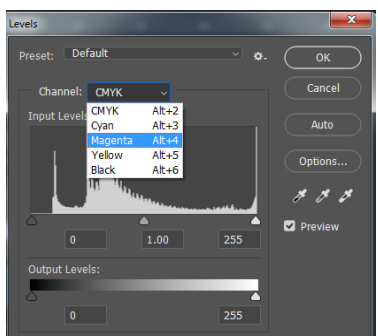 Levels
Preset: Default
OK
Channel: CMYK
Cancel
Input Level
CMYK Alt+2
Cyan Alt+3
Auto
Magenta Alt+4
Yellow Alt+5
Black Alt+6
Options...
Preview
0 1.00 255
Output Levels:
0 255